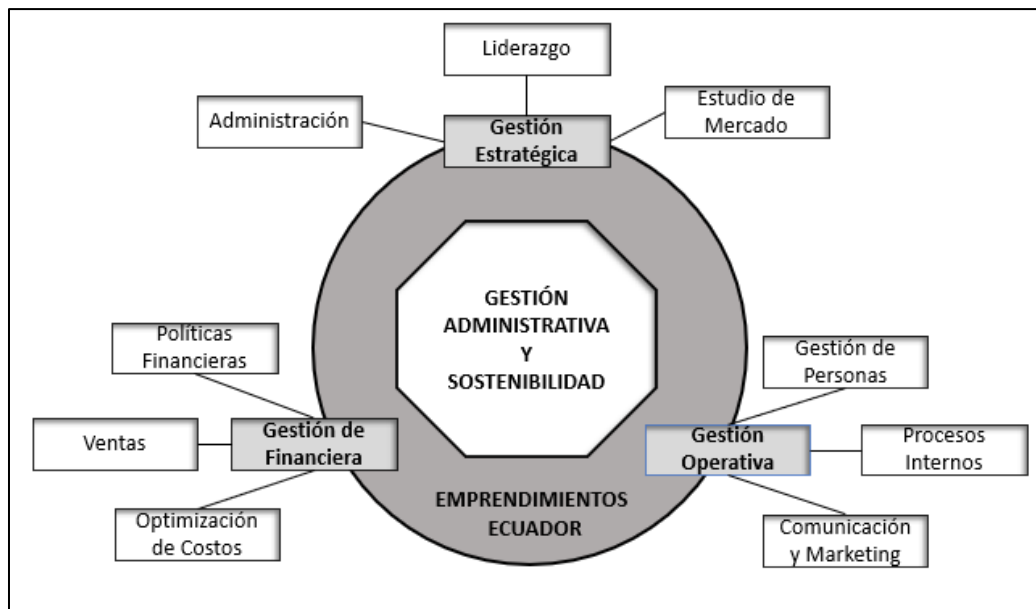 Liderazgo
Administración
Estudio de
Mercado
Gestión
Estratégica
GESTIÓN
ADMINISTRATIVA
Y
SOSTENIBILIDAD
Políticas
Financieras
Ventas
Gestión de
Financiera
Optimización
de Costos
Gestión de
Personas
Gestión
Operativa
Procesos
Internos
Comunicación
y Marketing
EMPRENDIMIENTOS
ECUADOR